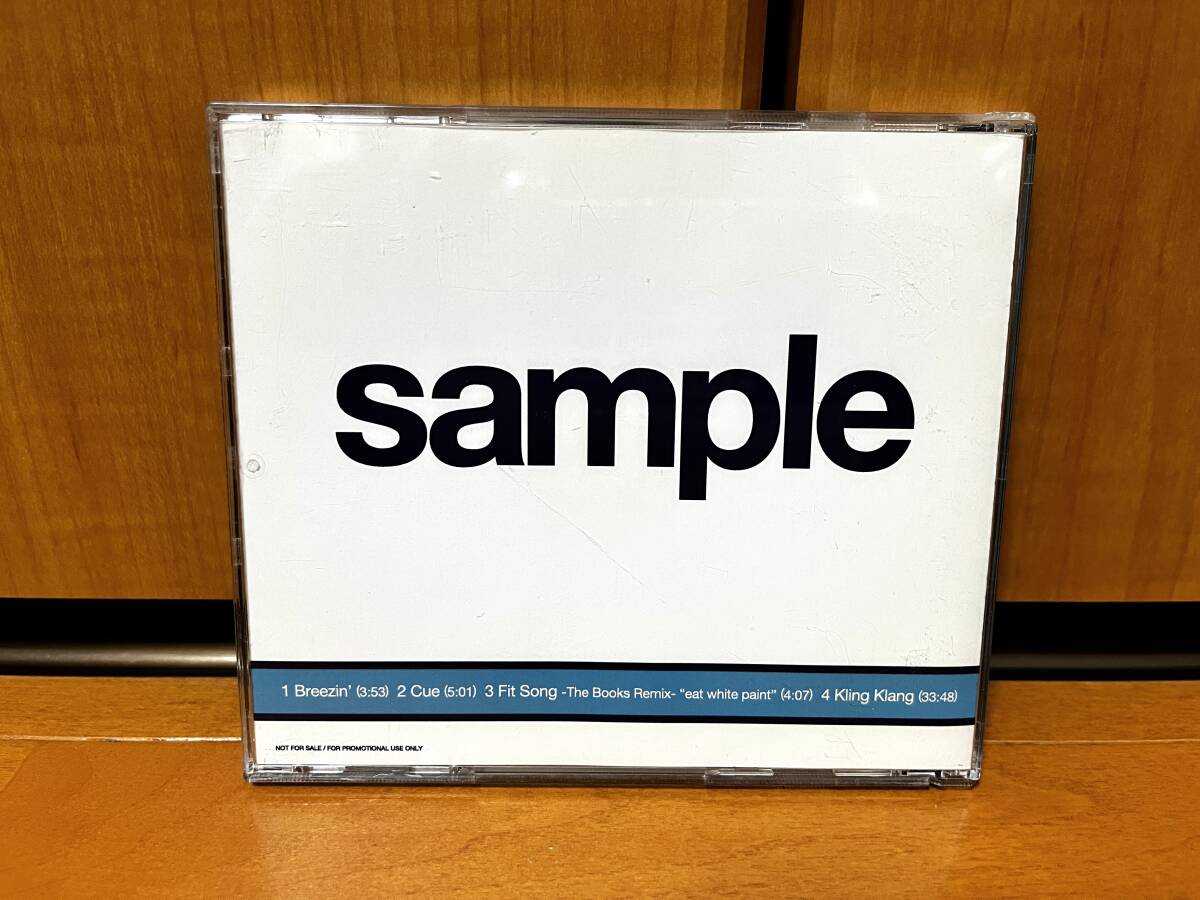 sample
1 Breezin' (3:53) 2 Cue (5:01) 3 Fit Song -The Books Remix- “eat white paint” (4:07) 4 Kling Klang (33:48)
NOT FOR SALE / FOR PROMOTIONAL USE ONLY